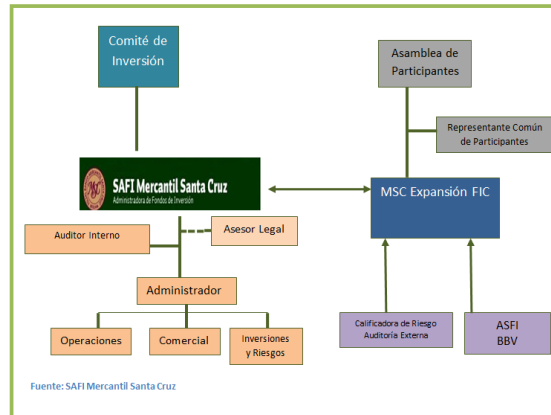 Comité de
Inversión
Asamblea de
Participantes
Representante Común
de Participantes
SAFI Mercantil Santa Cruz
Administradora de Fondos de Inversión
MSC Expansión FIC
Auditor Interno
Asesor Legal
Administrador
Operaciones
Comercial
Inversiones
y Riesgos
Calificadora de Riesgo
Auditoría Externa
ASFI
BBV
Fuente: SAFI Mercantil Santa Cruz